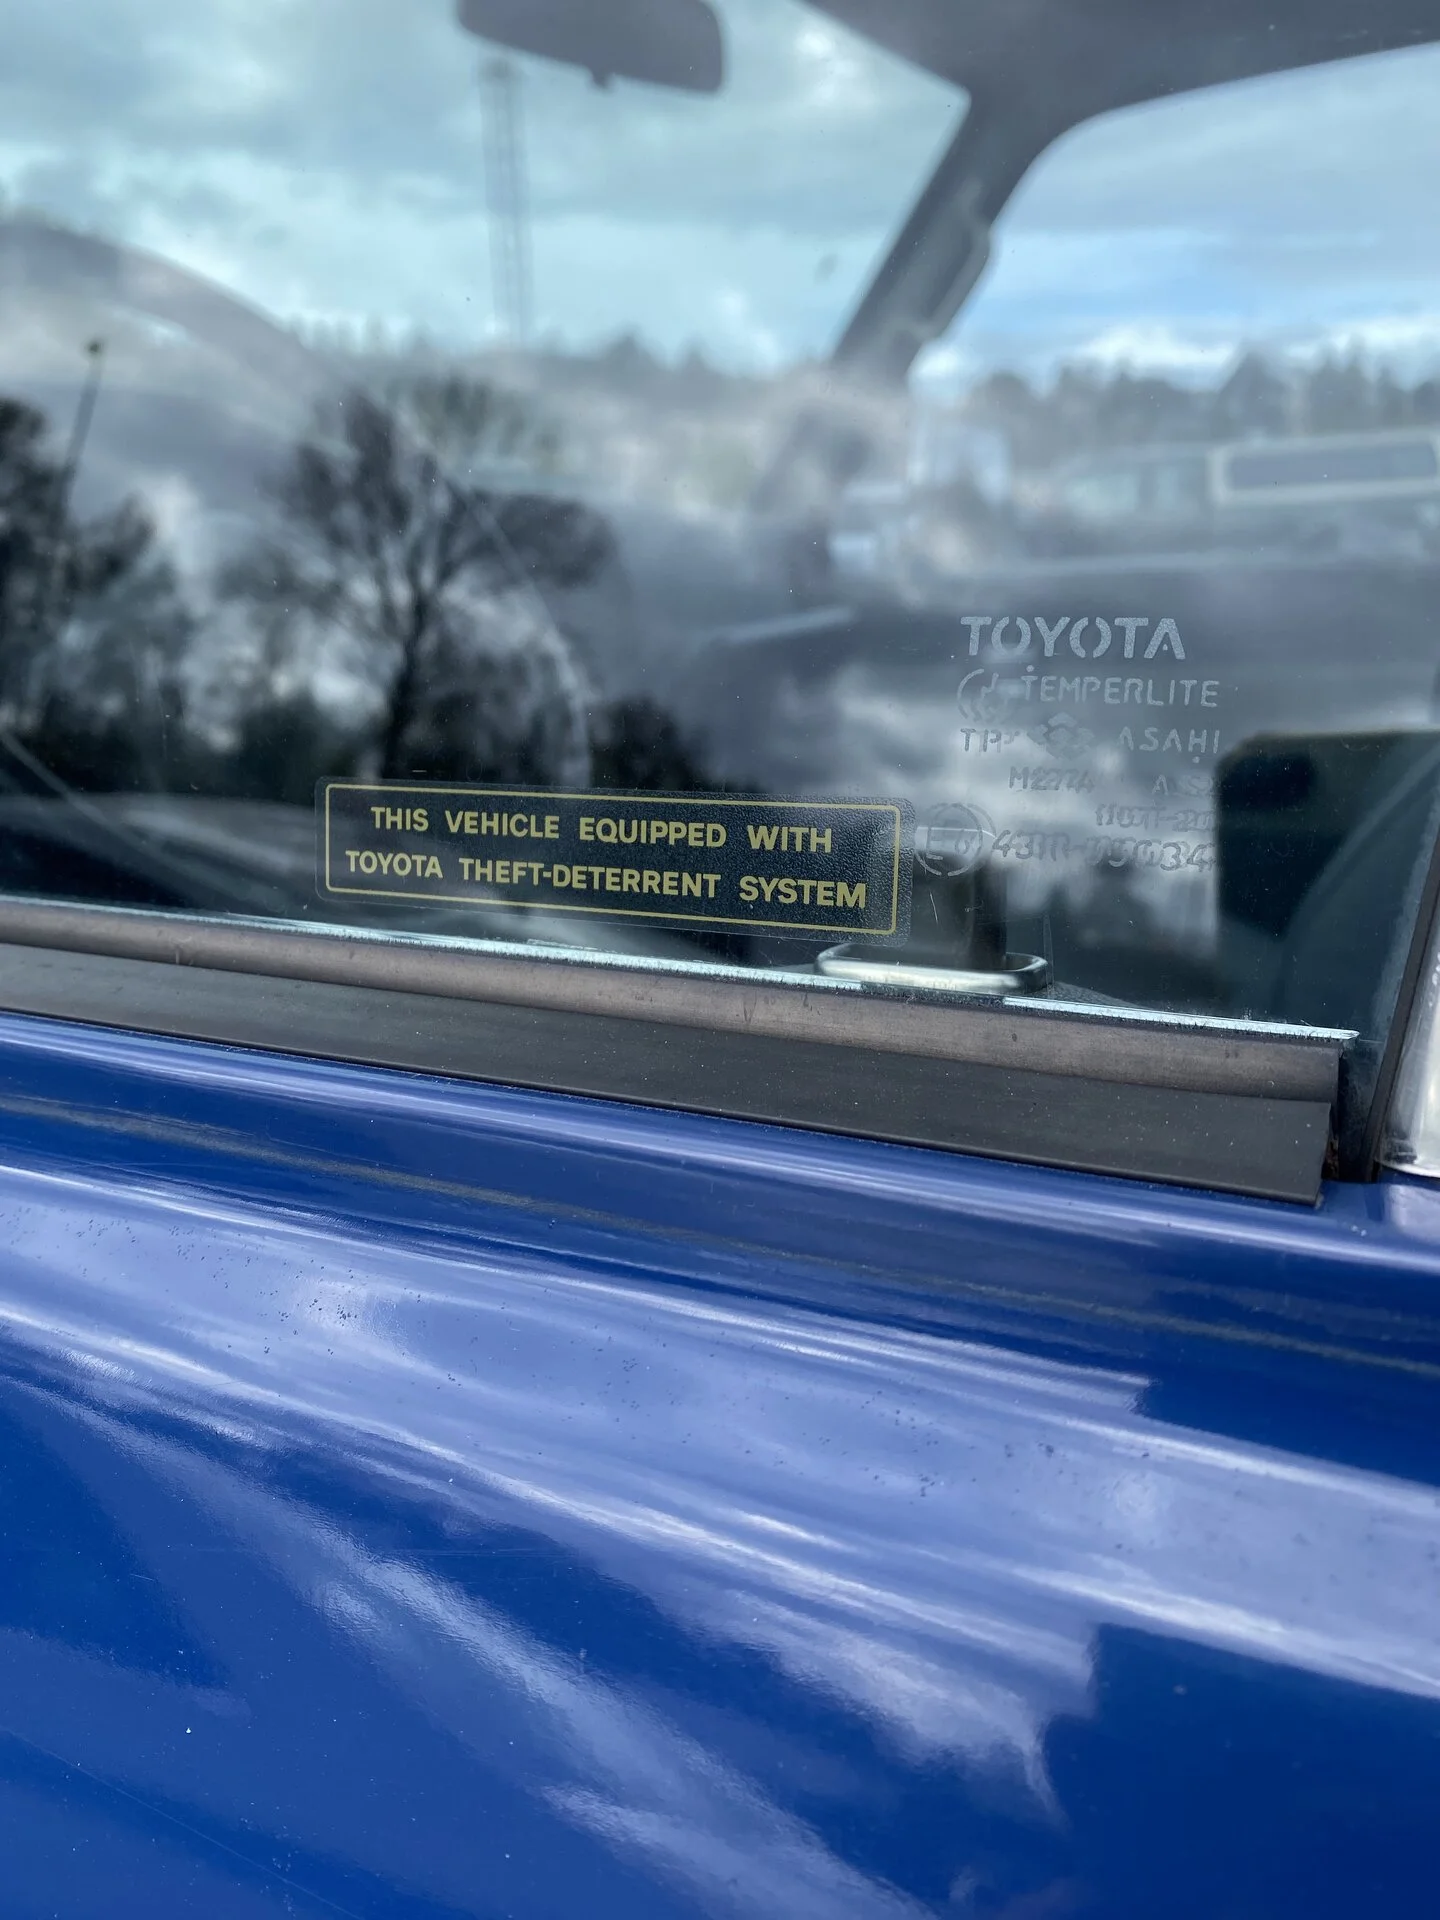 THIS VEHICLE EQUIPPED WITH
TOYOTA THEFT-DETERRENT SYSTEM
TOYOTA
TEMPERLITE
ASAHI